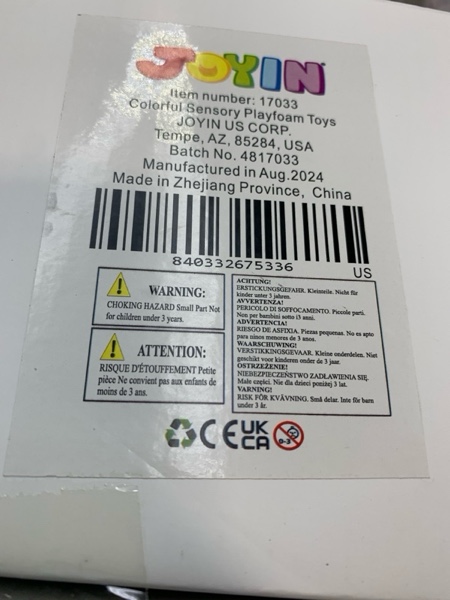 JOYIN
Item number: 17033
Colorful Sensory Playfoam Toys
JOYIN US CORP.
Tempe, AZ, 85284, USA
Batch No. 4817033
Manufactured in Aug.2024
Made in Zhejiang Province, China
840332675336
US
WARNING:
CHOKING HAZARD Small Part Not
for children under 3 years.
ATTENTION:
RISQUE D'ÉTOUFFEMENT Petite
pièce Ne convient pas aux enfants de
moins de 3 ans.
ACHTUNG!
ERSTICKUNGSGEFAHR. Kleinteile. Nicht für
kinder unter 3 jahren.
AVVERTENZA!
PERICOLO DI SOFFOCAMENTO. Piccole parti.
Non per bambini sotto i3 anni.
ADVERTENCIA!
RIESGO DE ASFIXIA. Piezas pequenas. No es apto
para ninos menores de 3 anos.
WAARSCHUWING!
VERSTIKKINGSGEVAAR. Kleine onderdelen. Niet
geschikt voor kinderen onder de 3 jaar.
OSTRZEŻENIE!
NIEBEZPIECZEŃSTWO ZADŁAWIENIA SIĘ.
Małe części. Nie dla dzieci poniżej 3 lat.
VARNING!
RISK FÖR KVÄVNING. Små delar. Inte för barn
under 3 år.
CE UK
CA
0-3